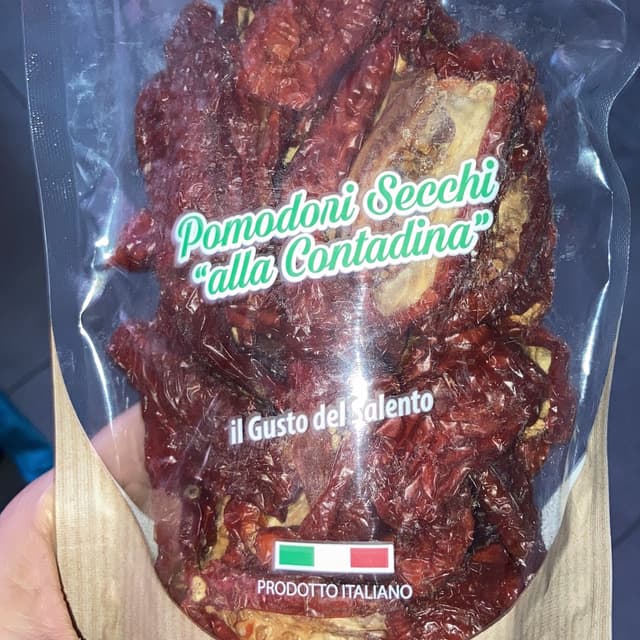 Pomodori Secchi
“alla Contadina”
il Gusto del Salento
PRODOTTO ITALIANO